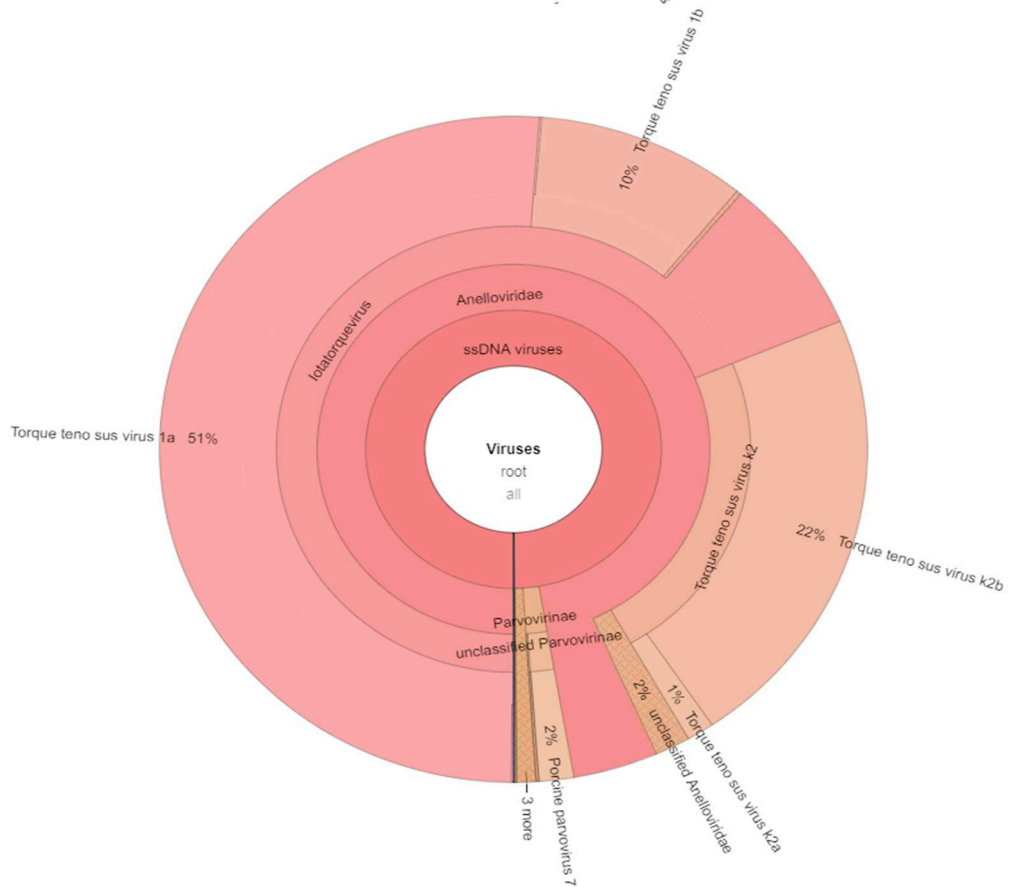 Torque teno sus virus 1b
10%
Anelloviridae
Iotatorquevirus
ssDNA viruses
Torque teno sus virus 1a 51%
Viruses
root
all
Torque teno sus virus k2
22% Torque teno sus virus k2b
Parvovirinae
unclassified Parvovirinae
2% unclassified Anelloviridae
1% Torque teno sus virus k2a
2% Porcine parvovirus 7
3 more